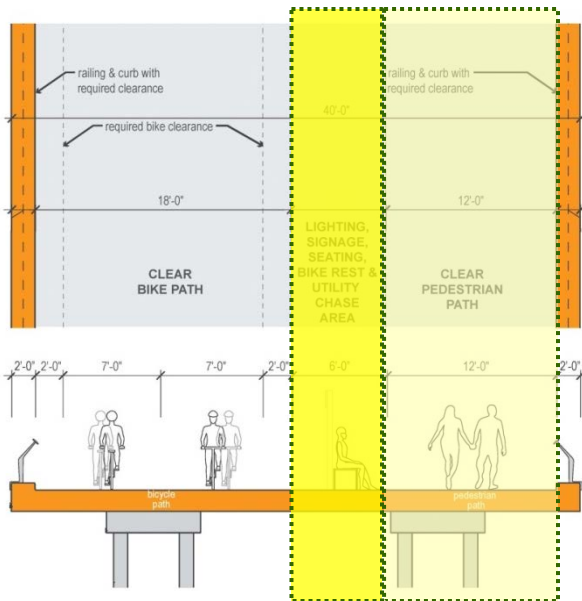 railing & curb with
required clearance
railing & curb with
required clearance
40'-0"
required bike clearance
18'-0"
12'-0"
LIGHTING,
SIGNAGE,
SEATING,
BIKE REST &
UTILITY
CHASE
AREA
CLEAR
BIKE PATH
CLEAR
PEDESTRIAN
PATH
2'-0" 2'-0" 7'-0" 7'-0" 2'-0" 6'-0" 12'-0" 2'-0"
bicycle
path
pedestrian
path